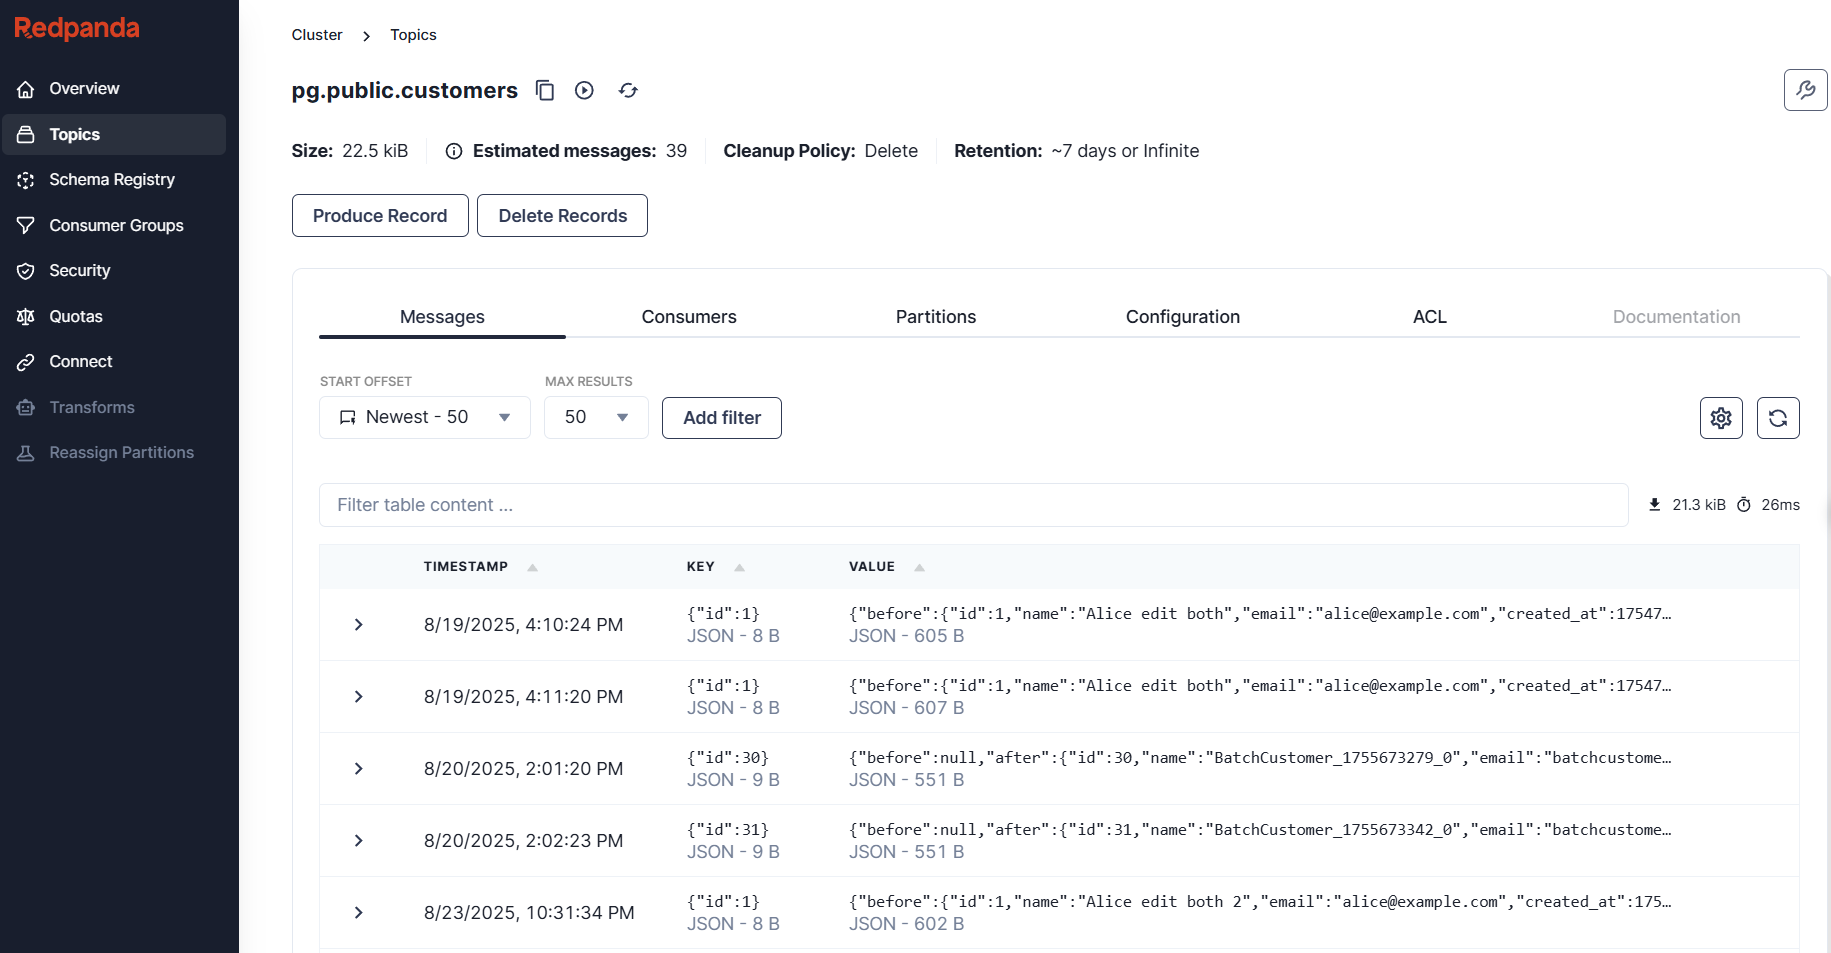 Redpanda
Overview
Topics
Schema Registry
Consumer Groups
Security
Quotas
Connect
Transforms
Reassign Partitions
Cluster > Topics
pg.public.customers
Size: 22.5 kiB Estimated messages: 39 Cleanup Policy: Delete Retention: ~7 days or Infinite
Produce Record Delete Records
Messages Consumers Partitions Configuration ACL Documentation
START OFFSET MAX RESULTS
Newest - 50 50 Add filter
Filter table content ... 21.3 kiB 26ms
TIMESTAMP KEY VALUE
8/19/2025, 4:10:24 PM {"id":1} {"before":{"id":1,"name":"Alice edit both","email":"alice@example.com","created_at":17547…
JSON - 8 B JSON - 605 B
8/19/2025, 4:11:20 PM {"id":1} {"before":{"id":1,"name":"Alice edit both","email":"alice@example.com","created_at":17547…
JSON - 8 B JSON - 607 B
8/20/2025, 2:01:20 PM {"id":30} {"before":null,"after":{"id":30,"name":"BatchCustomer_1755673279_0","email":"batchcustome…
JSON - 9 B JSON - 551 B
8/20/2025, 2:02:23 PM {"id":31} {"before":null,"after":{"id":31,"name":"BatchCustomer_1755673342_0","email":"batchcustome…
JSON - 9 B JSON - 551 B
8/23/2025, 10:31:34 PM {"id":1} {"before":{"id":1,"name":"Alice edit both 2","email":"alice@example.com","created_at":175…
JSON - 8 B JSON - 602 B